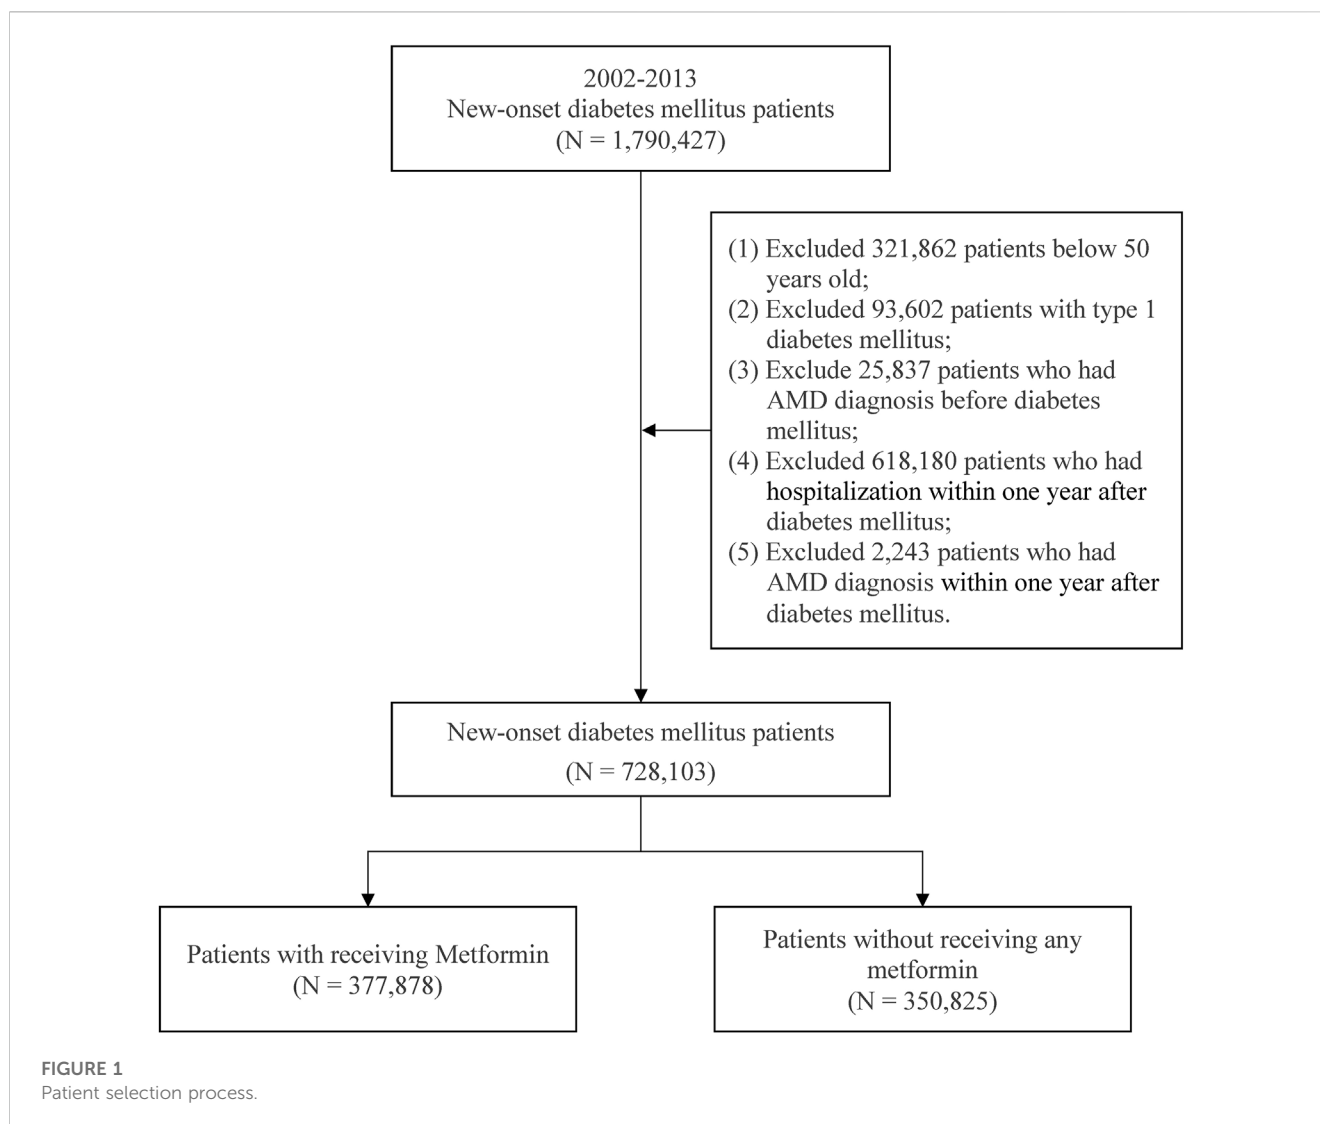 2002-2013
New-onset diabetes mellitus patients
(N = 1,790,427)
(1) Excluded 321,862 patients below 50
years old;
(2) Excluded 93,602 patients with type 1
diabetes mellitus;
(3) Exclude 25,837 patients who had
AMD diagnosis before diabetes
mellitus;
(4) Excluded 618,180 patients who had
hospitalization within one year after
diabetes mellitus;
(5) Excluded 2,243 patients who had
AMD diagnosis within one year after
diabetes mellitus.
New-onset diabetes mellitus patients
(N = 728,103)
Patients with receiving Metformin
(N = 377,878)
Patients without receiving any
metformin
(N = 350,825)
FIGURE 1
Patient selection process.